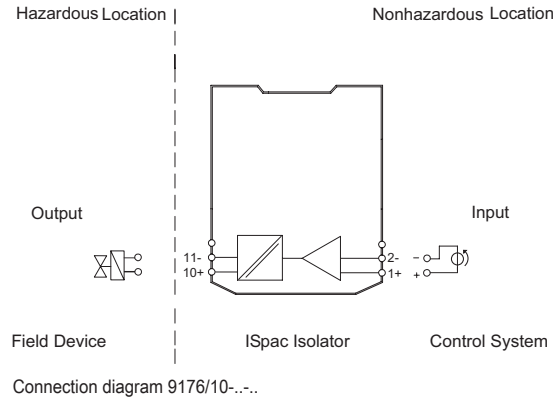 Hazardous Location Nonhazardous Location
Output Input
11- 2- -
10+ 1+ +
Field Device ISpac Isolator Control System
Connection diagram 9176/10-..-..